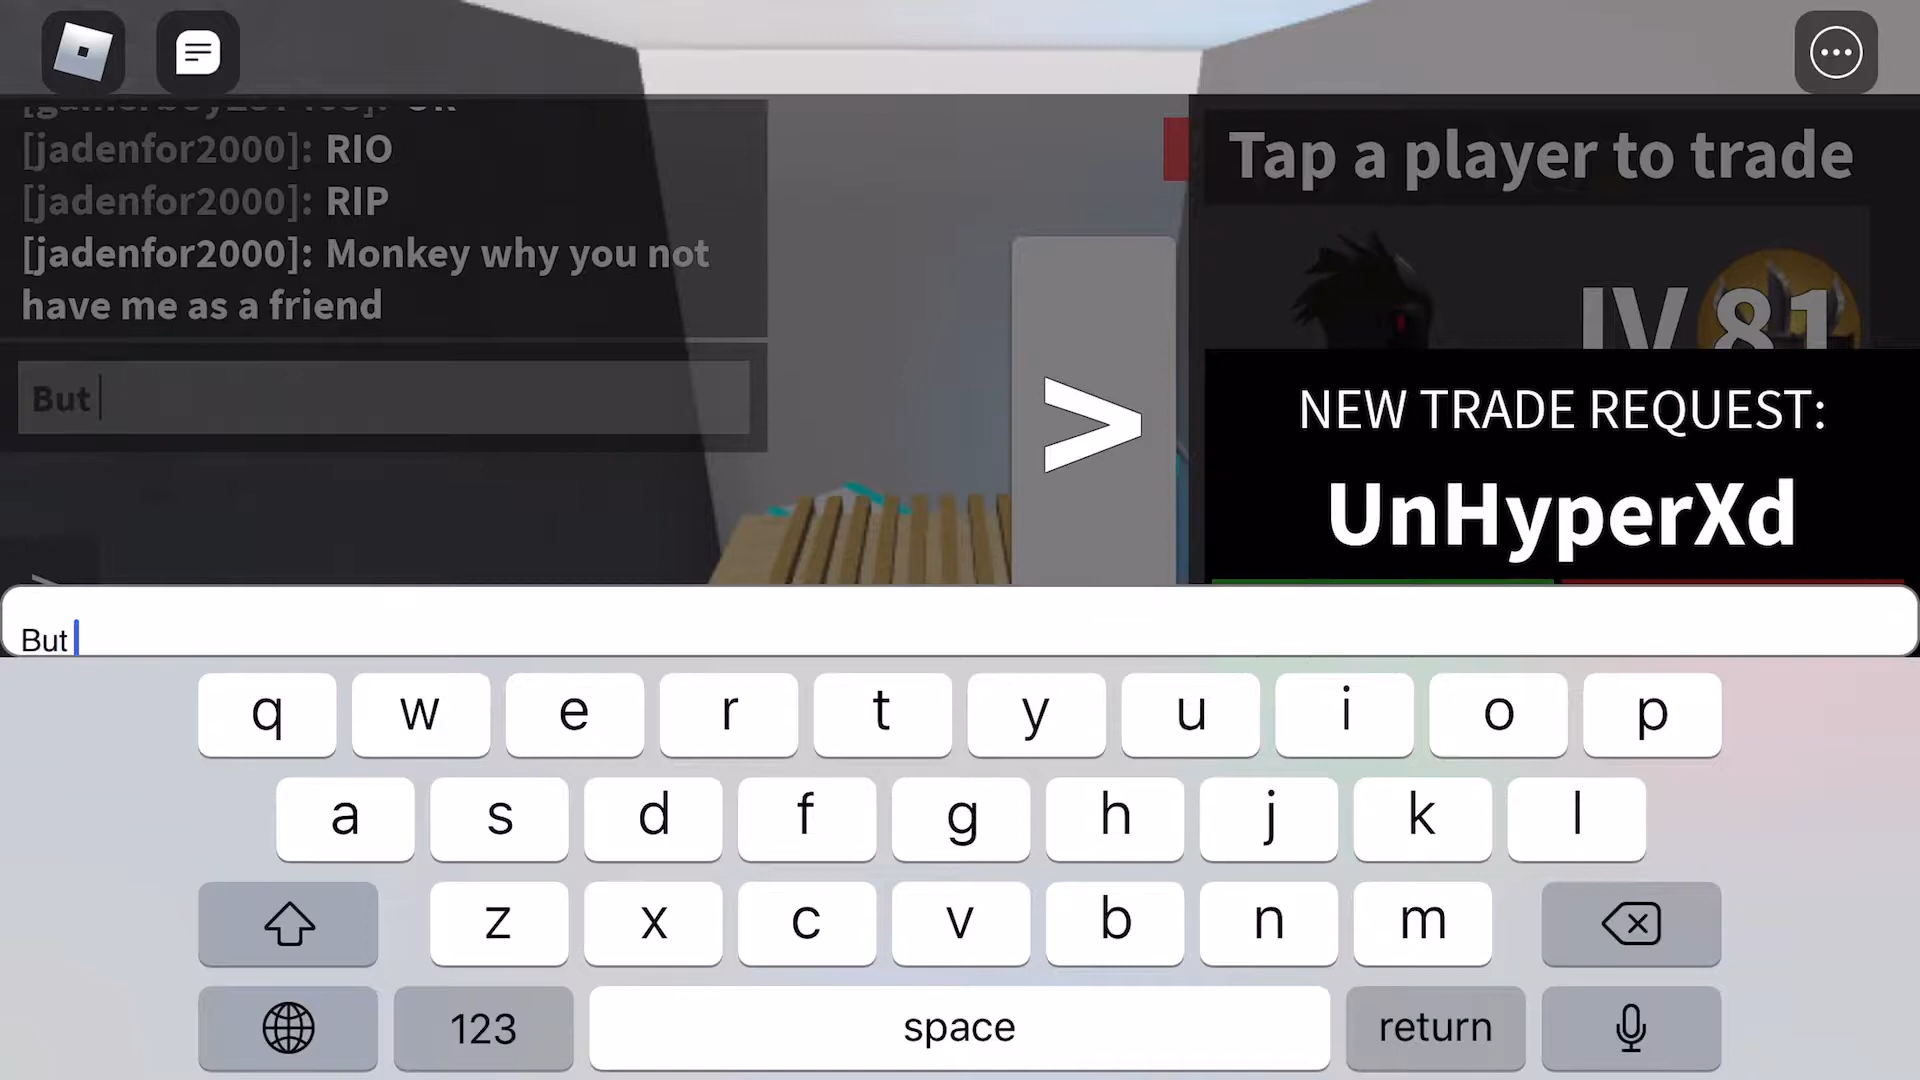 [jadenfor2000]: RIO
[jadenfor2000]: RIP
[jadenfor2000]: Monkey why you not
have me as a friend
But
Tap a player to trade
81
NEW TRADE REQUEST:
UnHyperXd
>
But
q w e r t y u i o p
a s d f g h j k l
z x c v b n m
123 space return